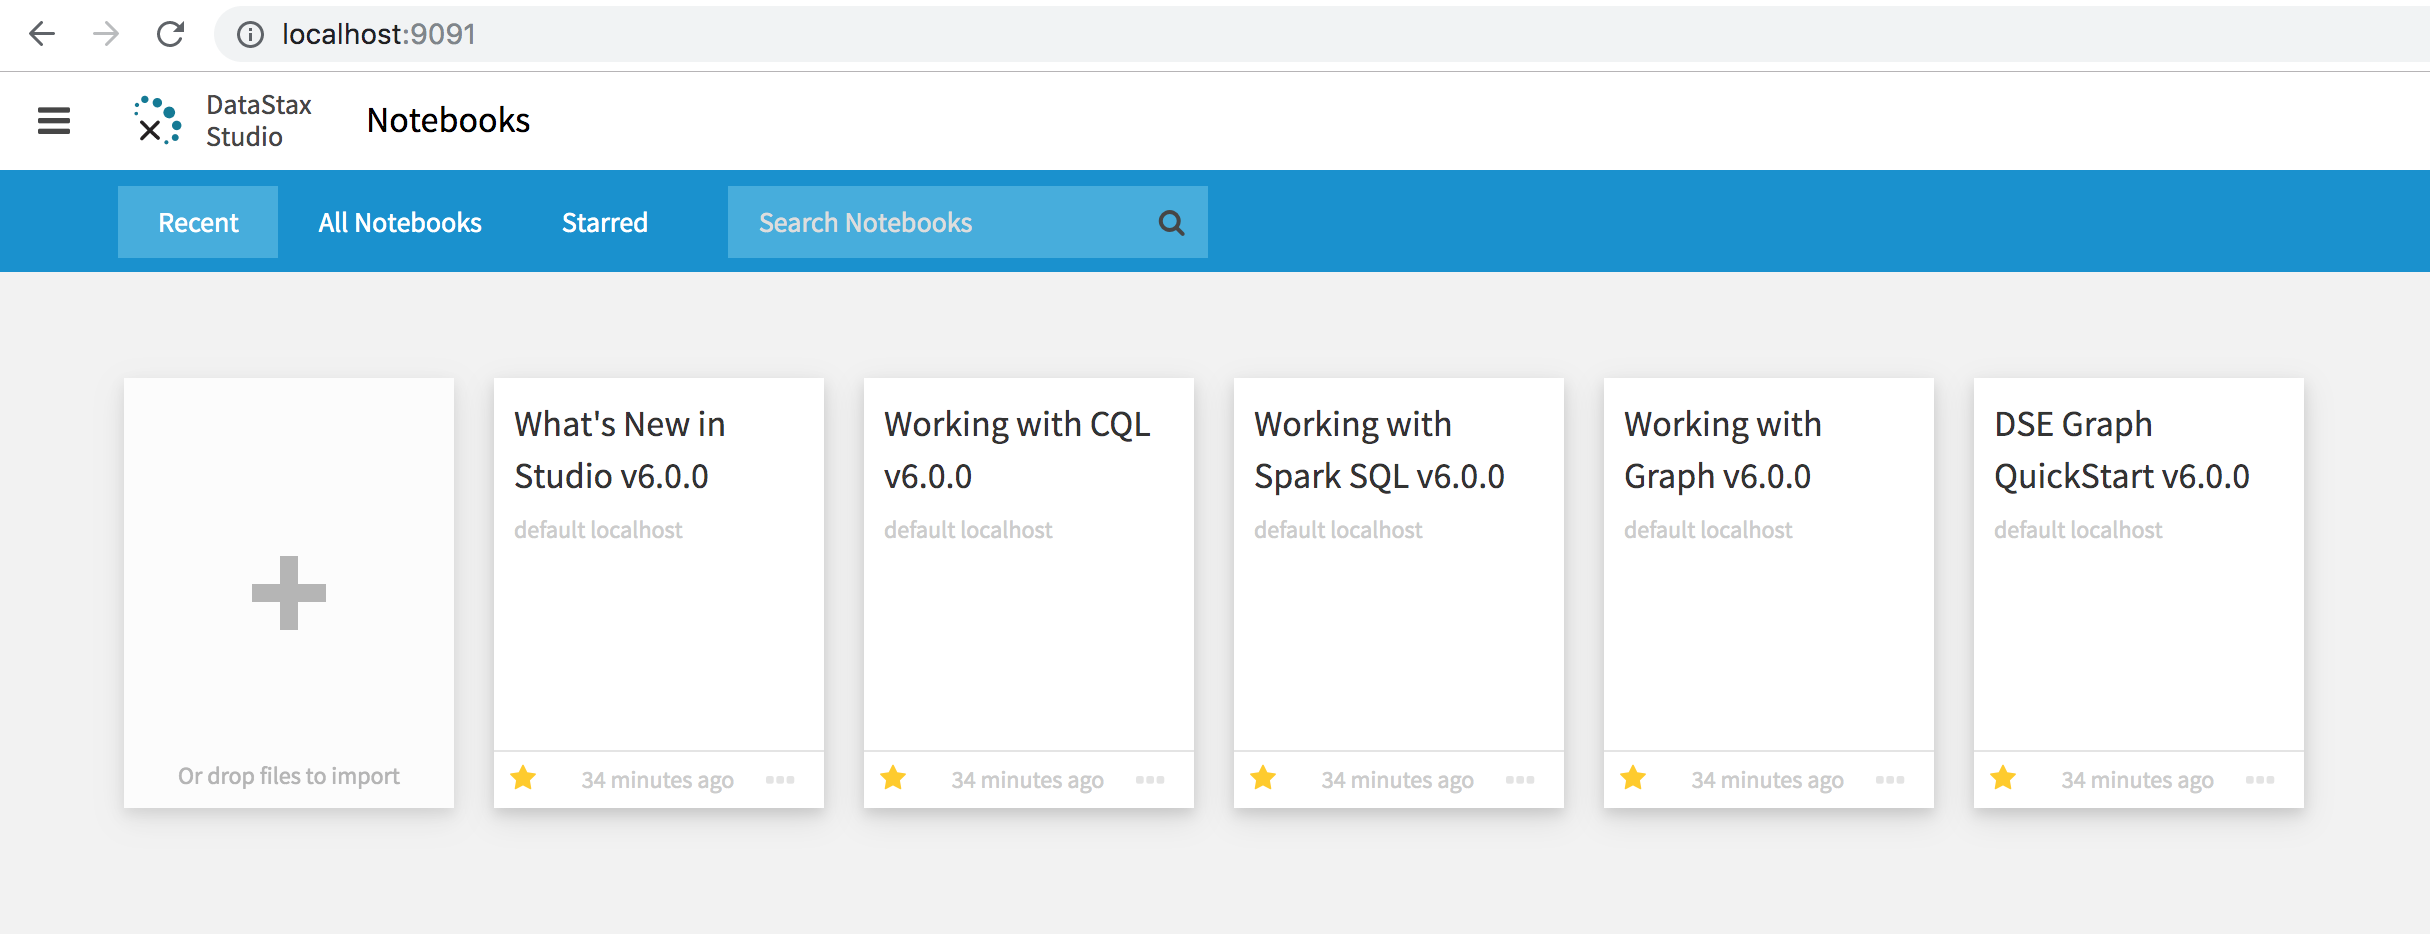 localhost:9091
DataStax
Studio
Notebooks
Recent
All Notebooks
Starred
Search Notebooks
Or drop files to import
What's New in
Studio v6.0.0
default localhost
34 minutes ago
Working with CQL
v6.0.0
default localhost
34 minutes ago
Working with
Spark SQL v6.0.0
default localhost
34 minutes ago
Working with
Graph v6.0.0
default localhost
34 minutes ago
DSE Graph
QuickStart v6.0.0
default localhost
34 minutes ago